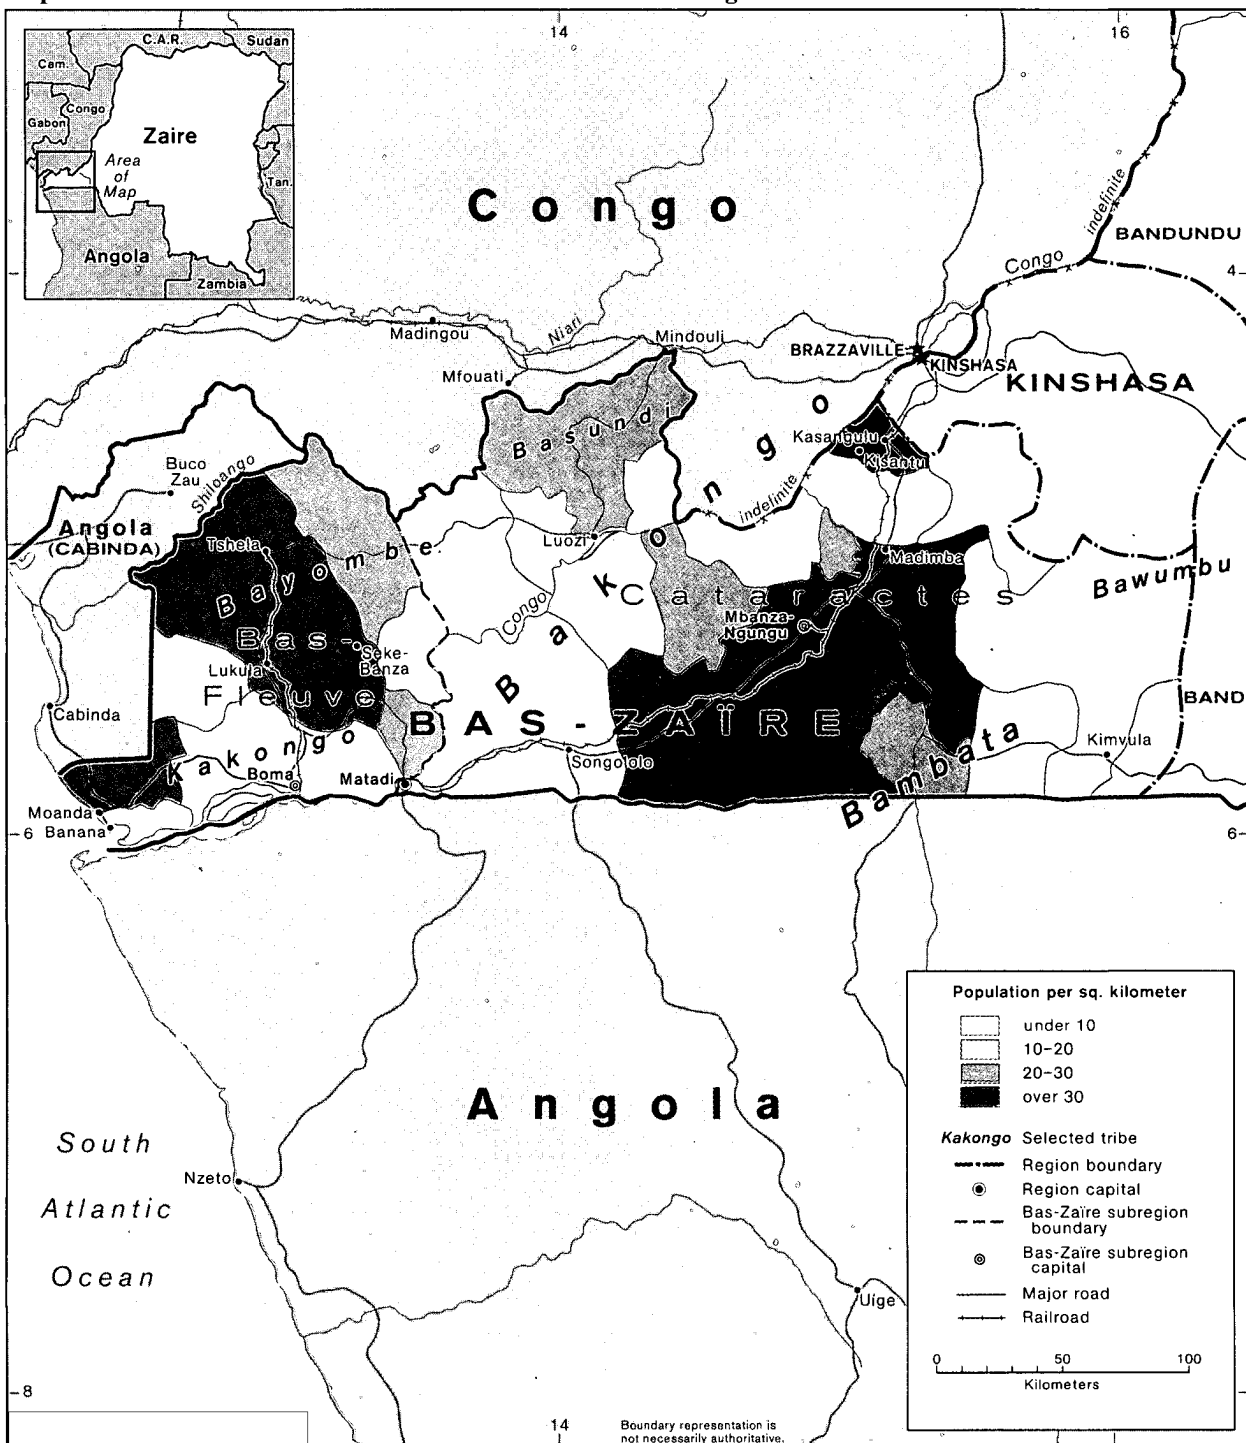 14
16
C.A.R.
Sudan
Cam.
Congo
Gabon
Zaire
Area
of
Map
Tan.
Angola
Zambia
Congo
indefinite
BANDUNDU
Congo
4
Niari
Madingou
Mindouli
BRAZZAVILLE
KINSHASA
Mfouati
KINSHASA
Basundi
Kasangulu
Kisantu
Buco
Zau
Shiloango
indefinite
Angola
(CABINDA)
Tshela
Luozi
Madimba
Bayombe
Bawumbu
Congo
Cataractes
Mbanza-
Ngungu
Bakongo
Bas-
Fleuve
Seke-
Banza
Lukula
Cabinda
BAS-ZAÏRE
BAND
Kakongo
Boma
Matadi
Songololo
Bambata
Kimvula
Moanda
Banana
6
6
Population per sq. kilometer
under 10
10-20
20-30
over 30
Kakongo Selected tribe
Region boundary
Region capital
Bas-Zaïre subregion
boundary
Bas-Zaïre subregion
capital
Major road
Railroad
0 50 100
Kilometers
Angola
South
Atlantic
Ocean
Nzeto
Uíge
8
14
Boundary representation is
not necessarily authoritative.